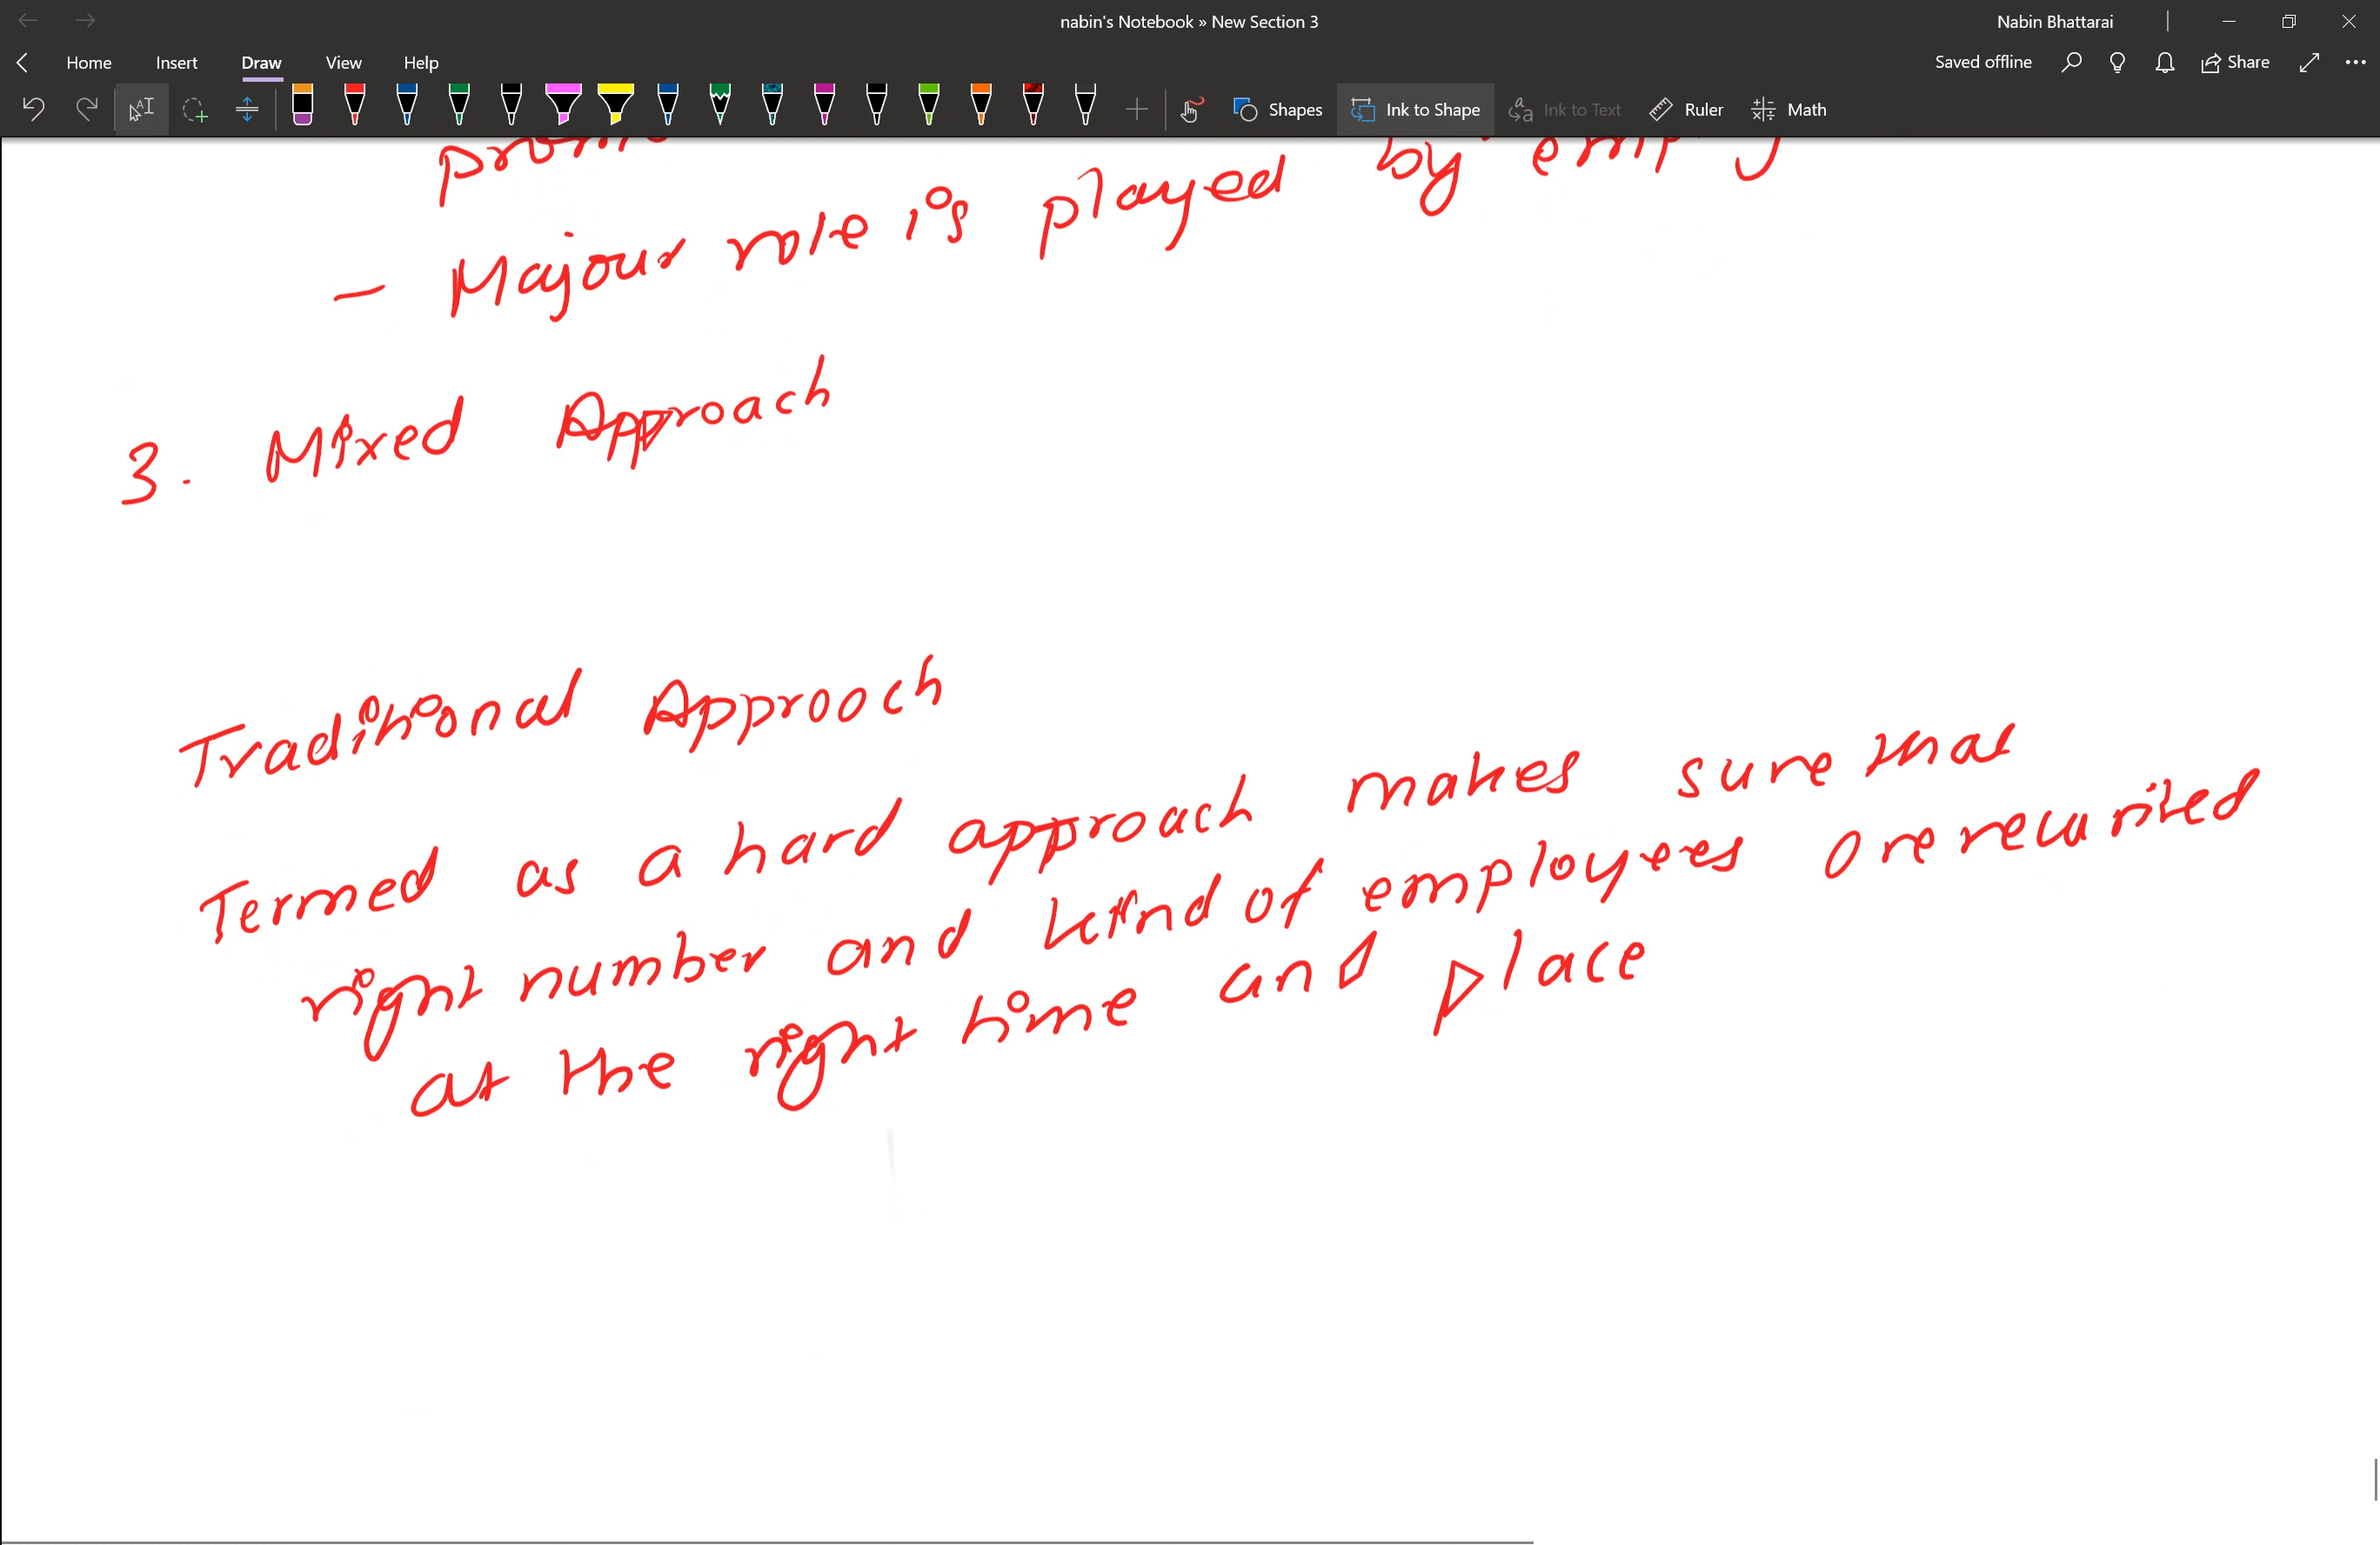 nabin's Notebook » New Section 3
Nabin Bhattarai
Home Insert Draw View Help
Saved offline
Share
Shapes
Ink to Shape
Ink to Text
Ruler
Math
- Majour role is played by
3. Mixed Approach
Traditional Approach
Termed as a hard approach makes sure that
right number and kind of employees are recurited
at the right time and place